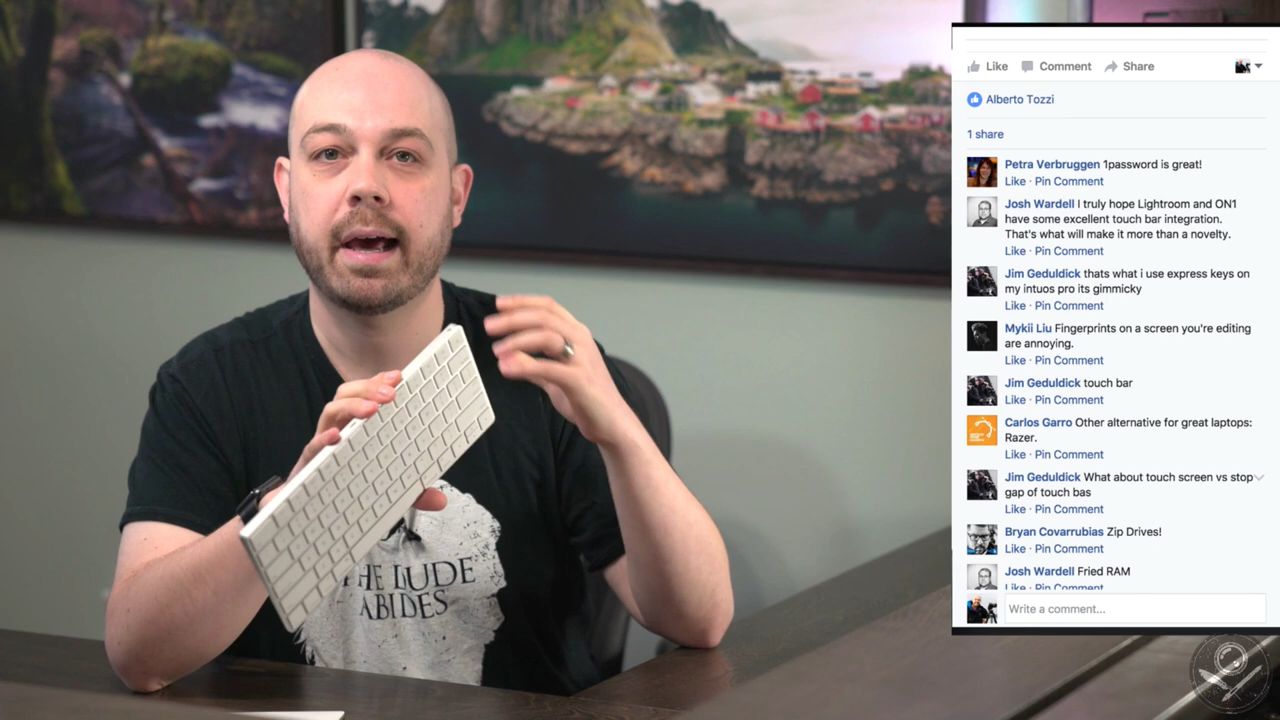 THE DUDE
ABIDES
Like Comment Share
Alberto Tozzi
1 share
Petra Verbruggen 1password is great!
Like · Pin Comment
Josh Wardell I truly hope Lightroom and ON1
have some excellent touch bar integration.
That's what will make it more than a novelty.
Like · Pin Comment
Jim Geduldick thats what i use express keys on
my intuos pro its gimmicky
Like · Pin Comment
Mykii Liu Fingerprints on a screen you're editing
are annoying.
Like · Pin Comment
Jim Geduldick touch bar
Like · Pin Comment
Carlos Garro Other alternative for great laptops:
Razer.
Like · Pin Comment
Jim Geduldick What about touch screen vs stop
gap of touch bas
Like · Pin Comment
Bryan Covarrubias Zip Drives!
Like · Pin Comment
Josh Wardell Fried RAM
Like · Pin Comment
Write a comment...